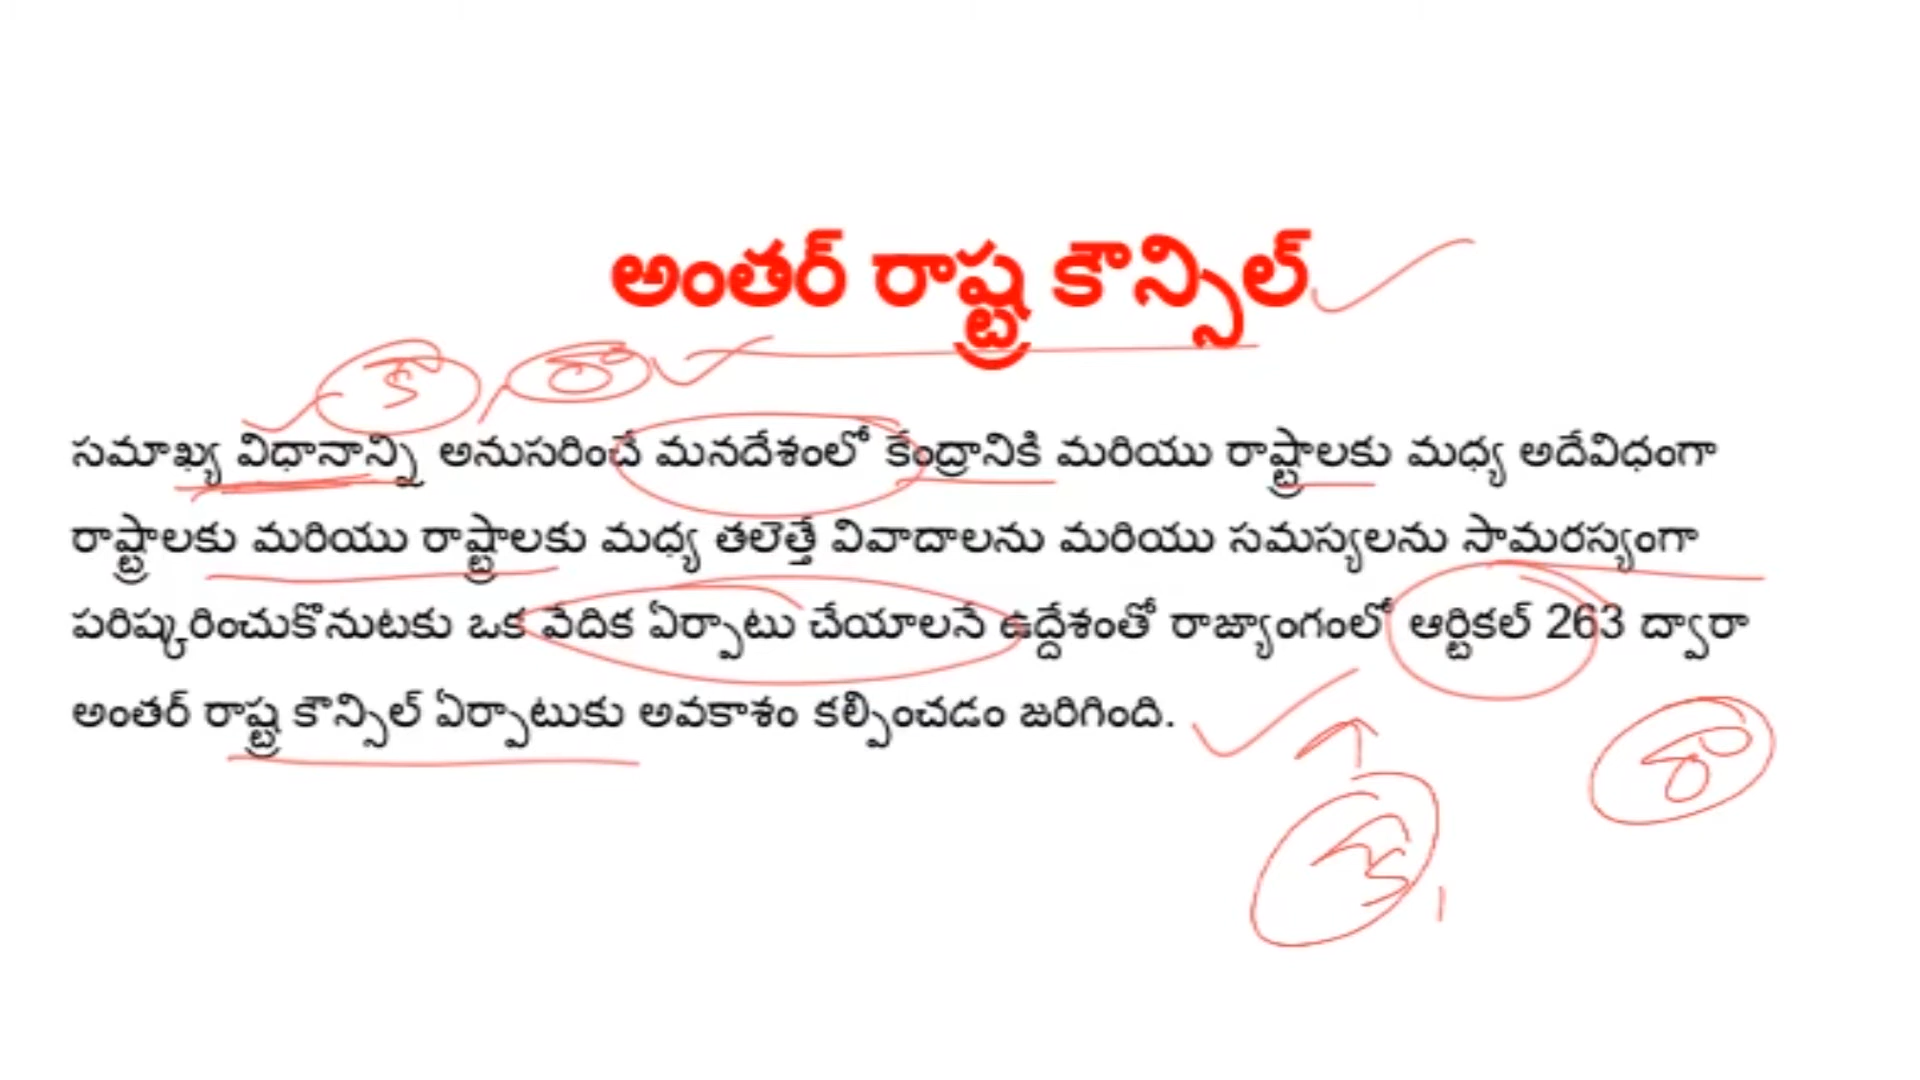 అంతర్ రాష్ట్ర కౌన్సిల్
కే
రా
సమాఖ్య విధానాన్ని అనుసరించే మనదేశంలో కేంద్రానికి మరియు రాష్ట్రాలకు మధ్య అదేవిధంగా
రాష్ట్రాలకు మరియు రాష్ట్రాలకు మధ్య తలెత్తే వివాదాలను మరియు సమస్యలను సామరస్యంగా
పరిష్కరించుకొనుటకు ఒక వేదిక ఏర్పాటు చేయాలనే ఉద్దేశంతో రాజ్యాంగంలో ఆర్టికల్ 263 ద్వారా
అంతర్ రాష్ట్ర కౌన్సిల్ ఏర్పాటుకు అవకాశం కల్పించడం జరిగింది.
రా